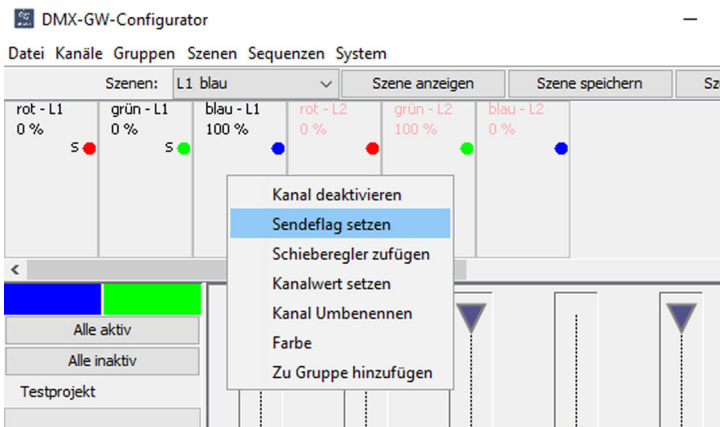 DMX-GW-Configurator
Datei Kanäle Gruppen Szenen Sequenzen System
Szenen: L1 blau Szene anzeigen Szene speichern Sz
rot - L1 grün - L1 blau - L1 rot - L2 grün - L2 blau - L2
0 % 0 % 100 % 0 % 100 % 0 %
S S
Kanal deaktivieren
Sendeflag setzen
Schieberegler zufügen
Kanalwert setzen
Kanal Umbenennen
Farbe
Zu Gruppe hinzufügen
Alle aktiv
Alle inaktiv
Testprojekt